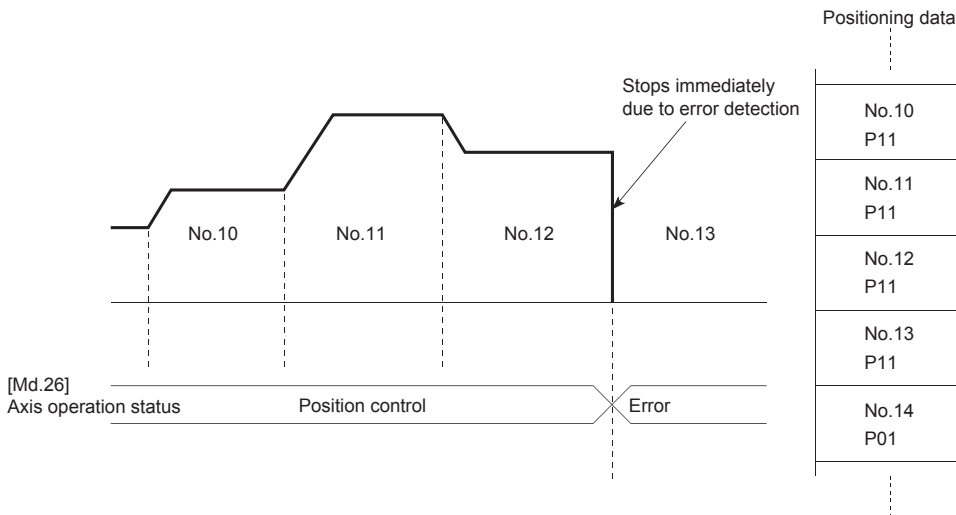 Positioning data
Stops immediately
due to error detection
No.10
No.11
No.12
No.13
[Md.26]
Axis operation status
Position control
Error
No.10
P11
No.11
P11
No.12
P11
No.13
P11
No.14
P01